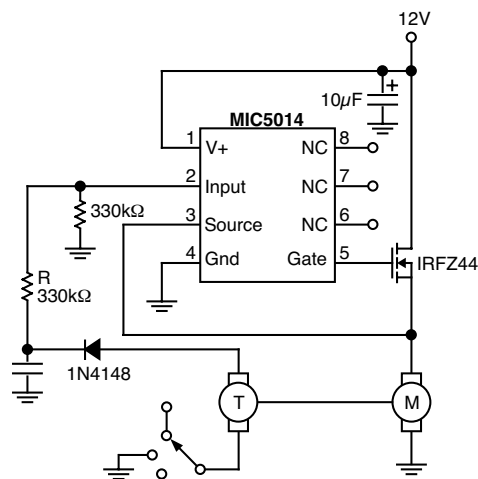 12V
10µF
+
MIC5014
1 V+ NC 8
2 Input NC 7
330kΩ
3 Source NC 6
4 Gnd Gate 5
IRFZ44
R
330kΩ
1N4148
T
M